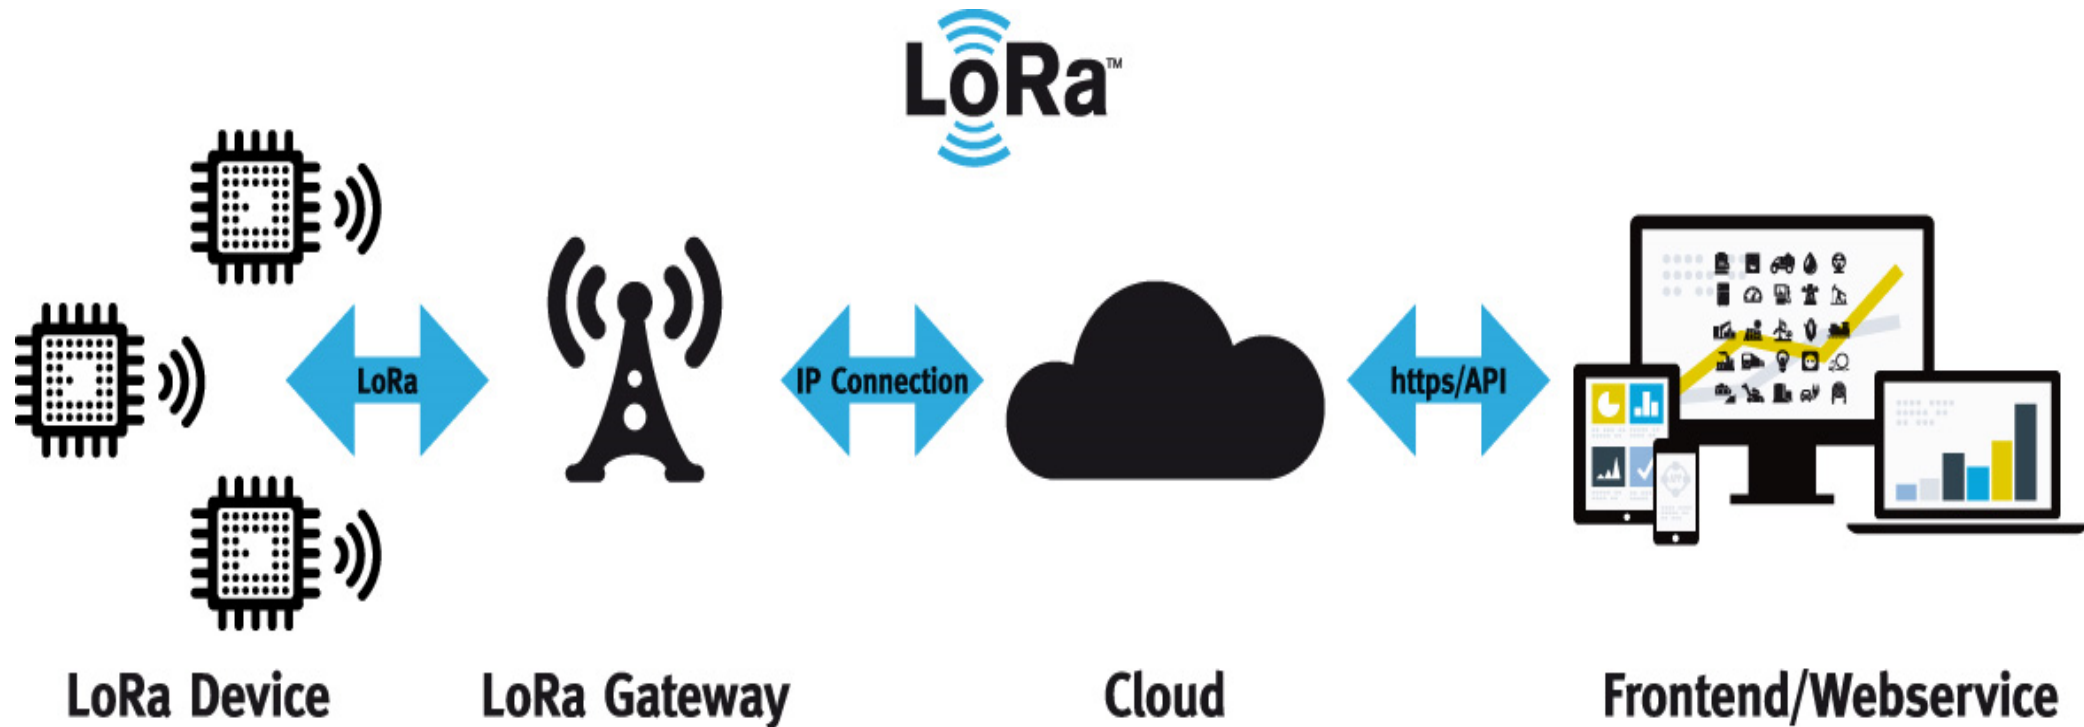 LoRa™
LoRa
IP Connection
https/API
LoRa Device
LoRa Gateway
Cloud
Frontend/Webservice